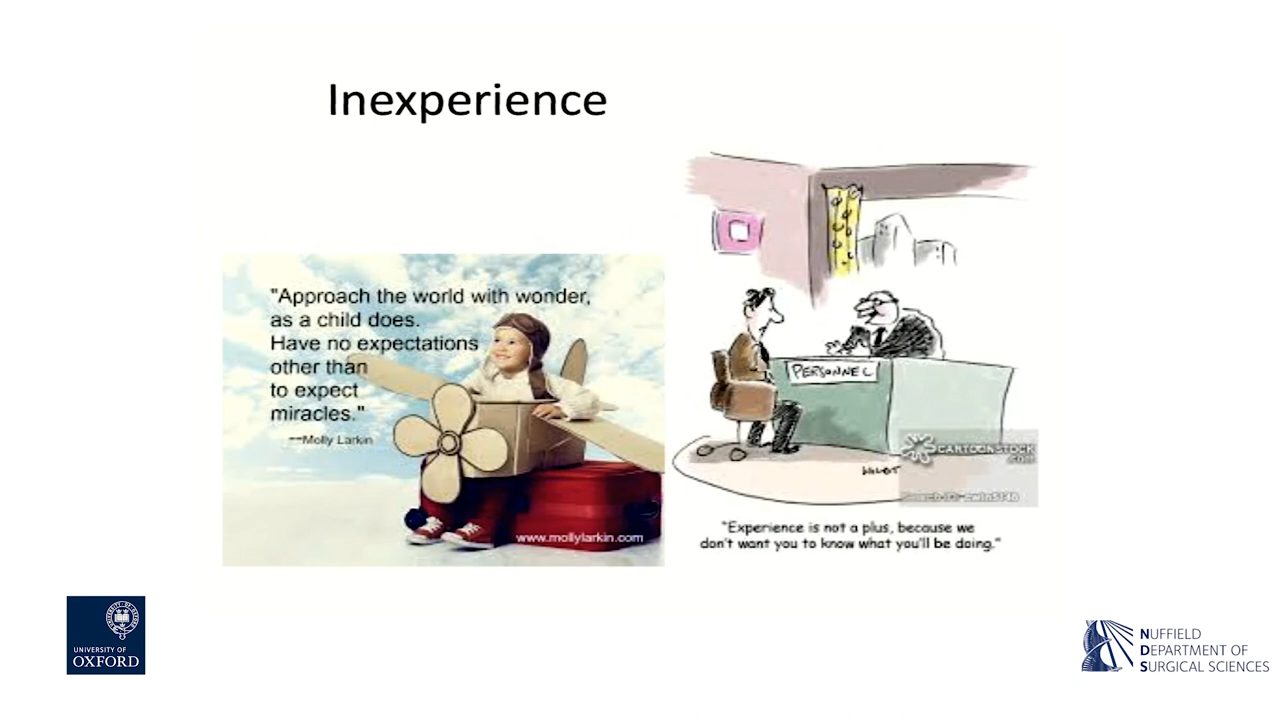 Inexperience
"Approach the world with wonder,
as a child does.
Have no expectations
other than
to expect
miracles."
--Molly Larkin
www.mollylarkin.com
PERSONNEL
CARTOONSTOCK
.com
"Experience is not a plus, because we
don't want you to know what you'll be doing."
UNIVERSITY OF
OXFORD
NUFFIELD
DEPARTMENT OF
SURGICAL SCIENCES